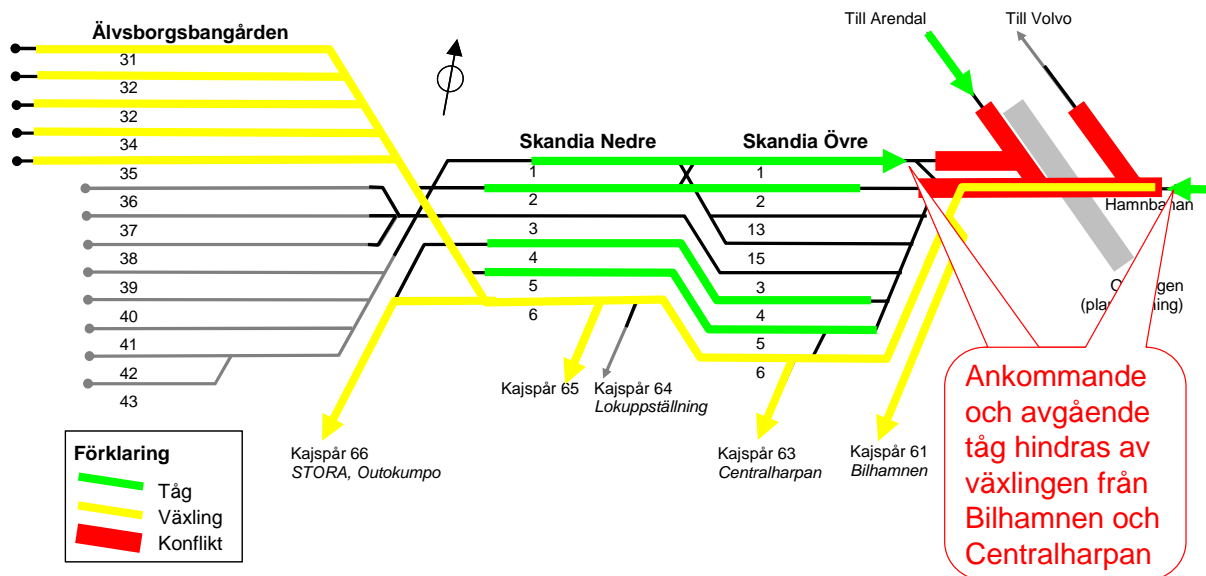 Till Arendal
Till Volvo
Älvsborgsbangården
31
32
32
34
35
36
37
38
39
40
41
42
43
Skandia Nedre
1
2
3
4
5
6
Skandia Övre
1
2
13
15
3
4
5
6
Hamnbanan
(plan
Kajspår 65
Kajspår 64
Lokuppställning
Kajspår 66
STORA, Outokumpo
Kajspår 63
Centralharpan
Kajspår 61
Bilhamnen
Ankommande
och avgående
tåg hindras av
växlingen från
Bilhamnen och
Centralharpan
Förklaring
Tåg
Växling
Konflikt